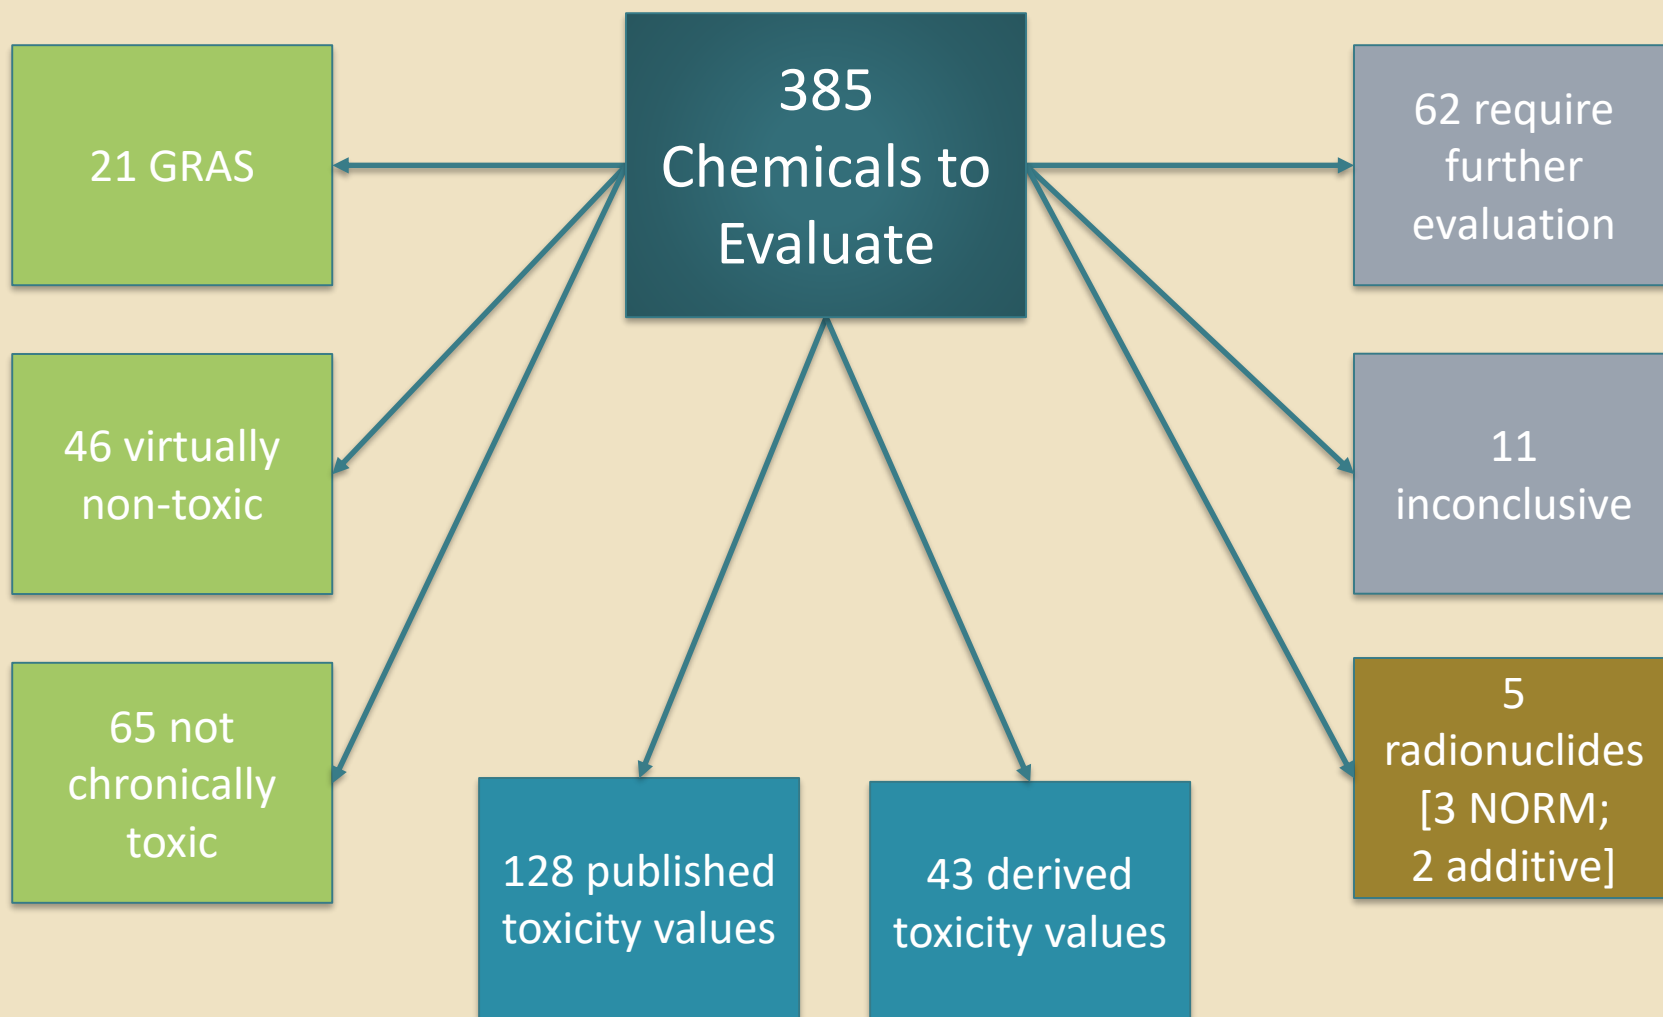 385
Chemicals to
Evaluate
21 GRAS
46 virtually
non-toxic
65 not
chronically
toxic
128 published
toxicity values
43 derived
toxicity values
62 require
further
evaluation
11
inconclusive
5
radionuclides
[3 NORM;
2 additive]